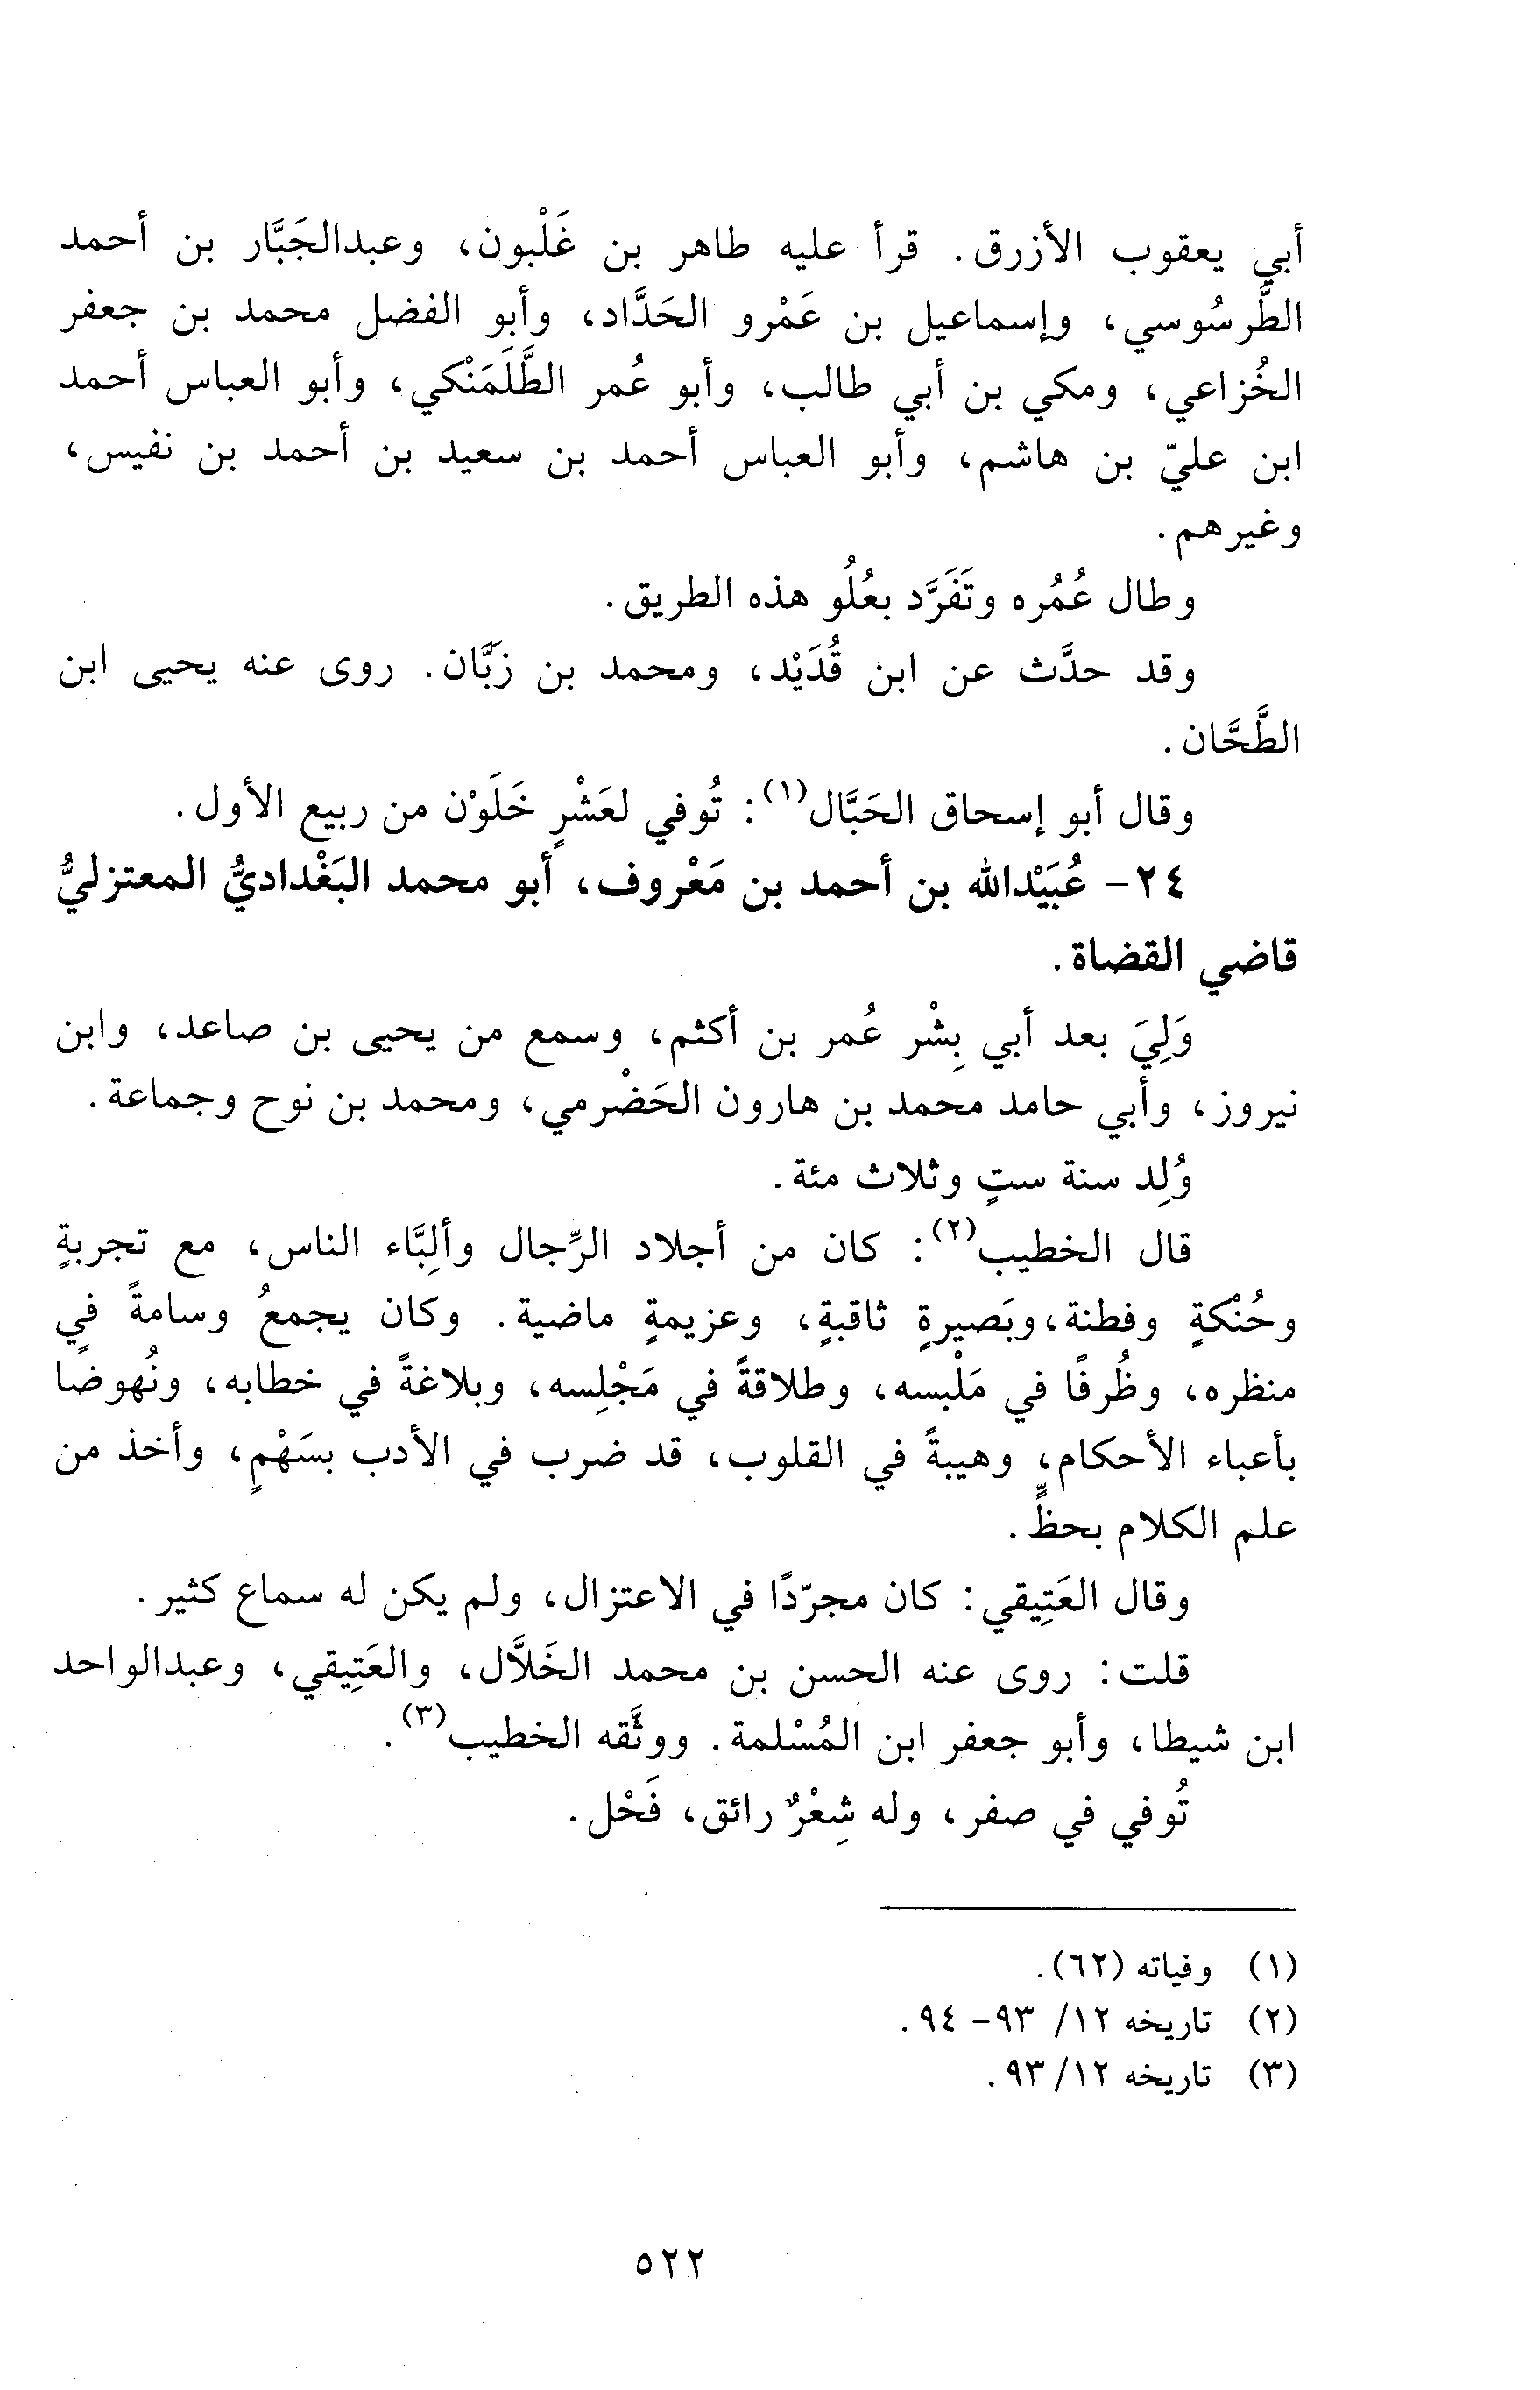 أبي يعقوب الأزرق. قرأ عليه طاهر بن غَلْبون، وعبدالجَبَّار بن أحمد
الطَّرسُوسي، وإسماعيل بن عَمْرو الحَدَّاد، وأبو الفضل محمد بن جعفر
الخُزاعي، ومكي بن أبي طالب، وأبو عُمر الطَّلَمَنْكي، وأبو العباس أحمد
ابن عليّ بن هاشم، وأبو العباس أحمد بن سعيد بن أحمد بن نفيس،
وغيرهم.
وطال عُمُره وتَفَرَّد بعُلُو هذه الطريق.
وقد حدَّث عن ابن قُدَيْد، ومحمد بن زبَّان. روى عنه يحيى ابن
الطَّحَّان.
وقال أبو إسحاق الحَبَّال(١): تُوفي لعَشْرٍ خَلَوْن من ربيع الأول.
٢٤- عُبَيْدالله بن أحمد بن مَعْروف، أبو محمد البَغْداديُّ المعتزليُّ
قاضي القضاة.
وَلِيَ بعد أبي بِشْر عُمر بن أكثم، وسمع من يحيى بن صاعد، وابن
نيروز، وأبي حامد محمد بن هارون الحَضْرمي، ومحمد بن نوح وجماعة.
وُلِد سنة ستٍ وثلاث مئة.
قال الخطيب(٢): كان من أجلاد الرِّجال وألِبَّاء الناس، مع تجربةٍ
وحُنْكةٍ وفطنة، وبَصيرةٍ ثاقبةٍ، وعزيمةٍ ماضية. وكان يجمعُ وسامةً في
منظره، وظُرفًا في مَلْبسه، وطلاقةً في مَجْلِسه، وبلاغةً في خطابه، ونُهوضًا
بأعباء الأحكام، وهيبةً في القلوب، قد ضرب في الأدب بسَهْمٍ، وأخذ من
علم الكلام بحظٍّ.
وقال العَتِيقي: كان مجرّدًا في الاعتزال، ولم يكن له سماع كثير.
قلت: روى عنه الحسن بن محمد الخَلاَّل، والعَتِيقي، وعبدالواحد
ابن شيطا، وأبو جعفر ابن المُسْلمة. ووثَّقه الخطيب(٣).
تُوفي في صفر، وله شِعْرٌ رائق، فَحْل.
(١) وفياته (٦٢).
(٢) تاريخه ١٢/ ٩٣- ٩٤.
(٣) تاريخه ١٢/ ٩٣.
٥٢٢